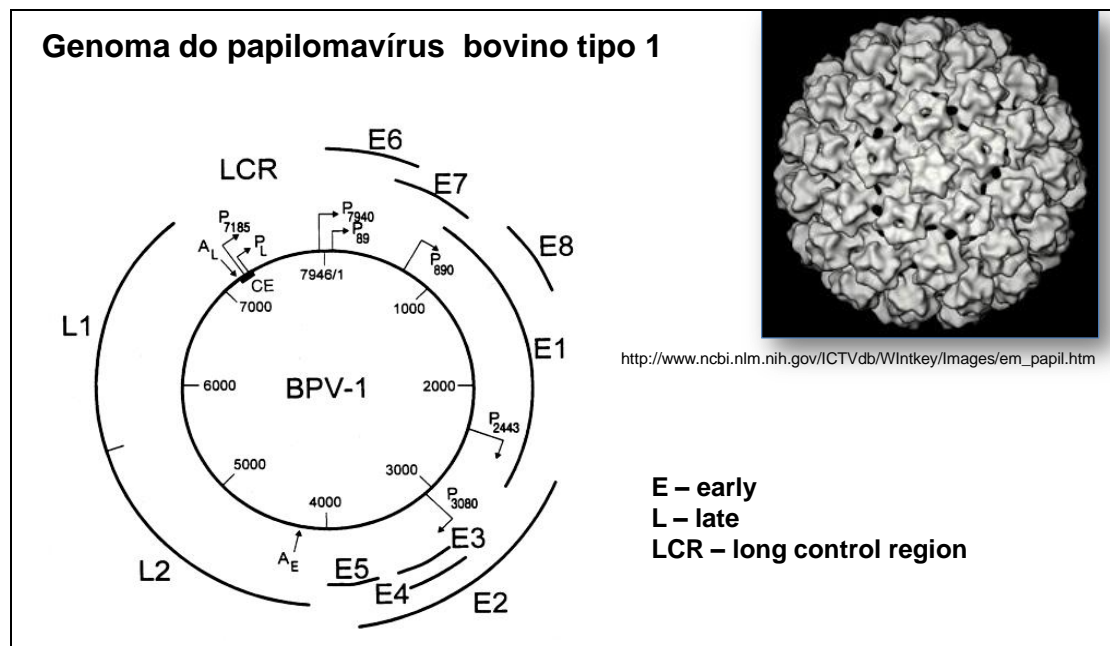 Genoma do papilomavírus bovino tipo 1
E6
LCR
E7
P7185
P7940
AL
PL
P89
E8
P890
7946/1
CE
7000
1000
L1
E1
http://www.ncbi.nlm.nih.gov/ICTVdb/WIntkey/Images/em_papil.htm
6000
BPV-1
2000
P2443
5000
3000
E – early
4000
P3080
L – late
E3
LCR – long control region
AE
E5
L2
E4
E2